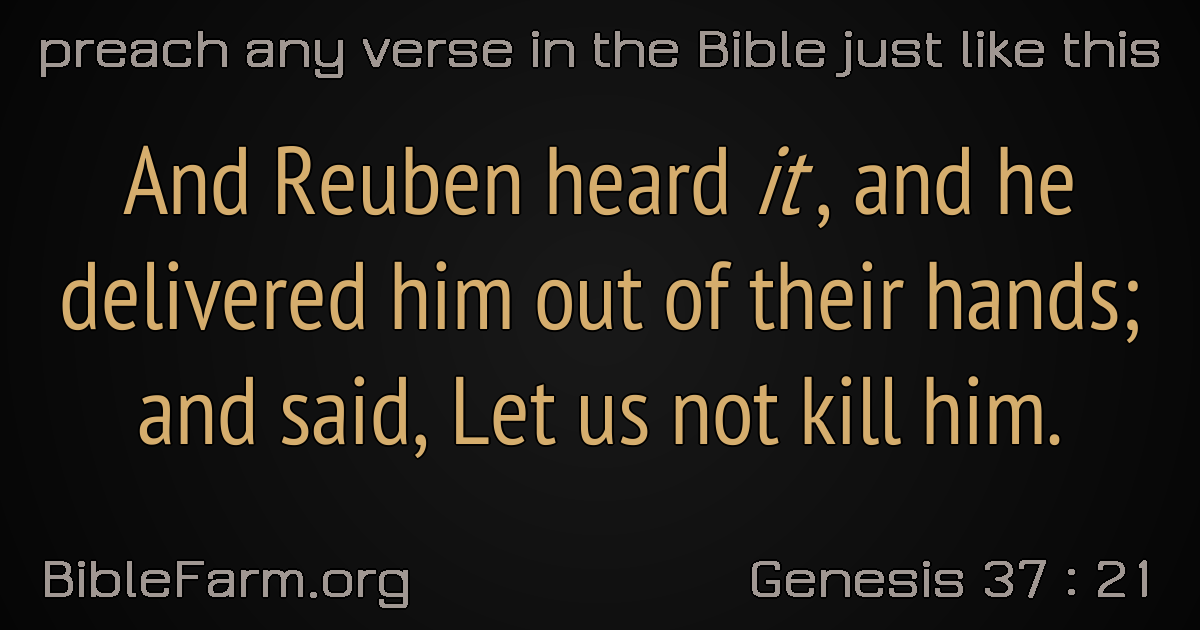 preach any verse in the Bible just like this
And Reuben heard it, and he
delivered him out of their hands;
and said, Let us not kill him.
BibleFarm.org
Genesis 37 : 21